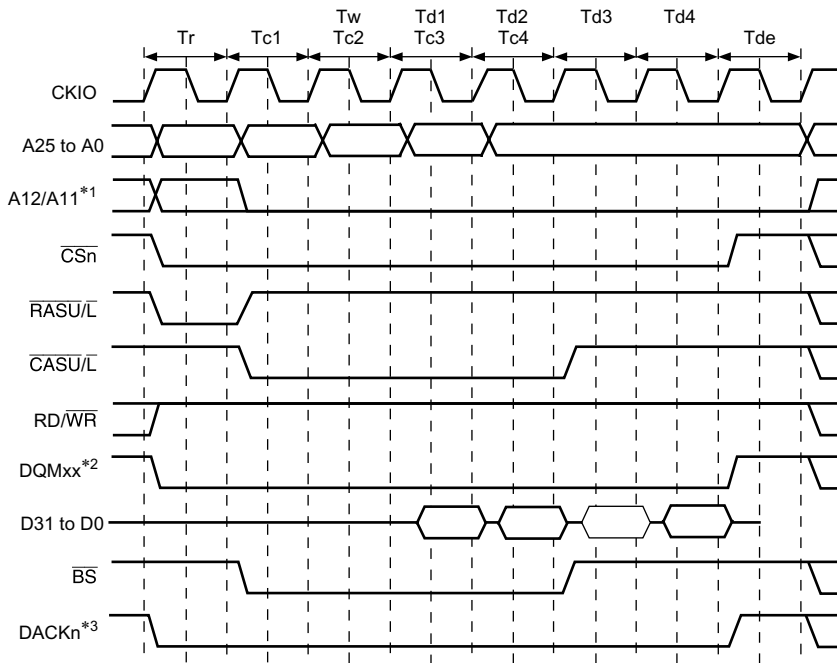 Tw Td1 Td2 Td3 Td4
Tr Tc1 Tc2 Tc3 Tc4 Tde
CKIO
A25 to A0
A12/A11*1
CSn
RASU/L
CASU/L
RD/WR
DQMxx*2
D31 to D0
BS
DACKn*3